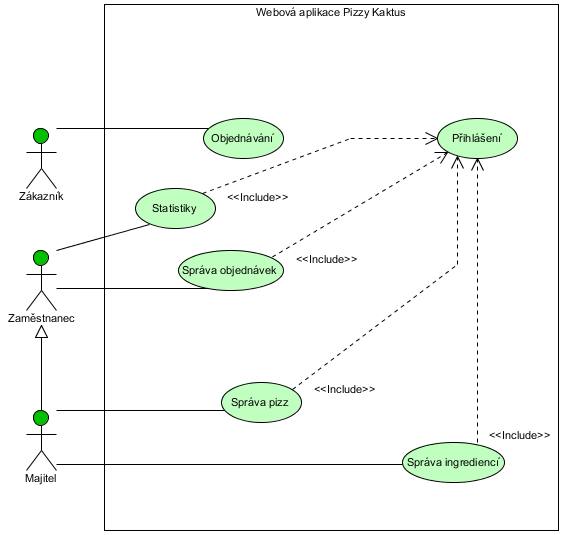 Webová aplikace Pizzy Kaktus
Objednávání
Přihlášení
Zákazník
<<Include>>
Statistiky
<<Include>>
Správa objednávek
Zaměstnanec
<<Include>>
Správa pizz
<<Include>>
Správa ingrediencí
Majitel